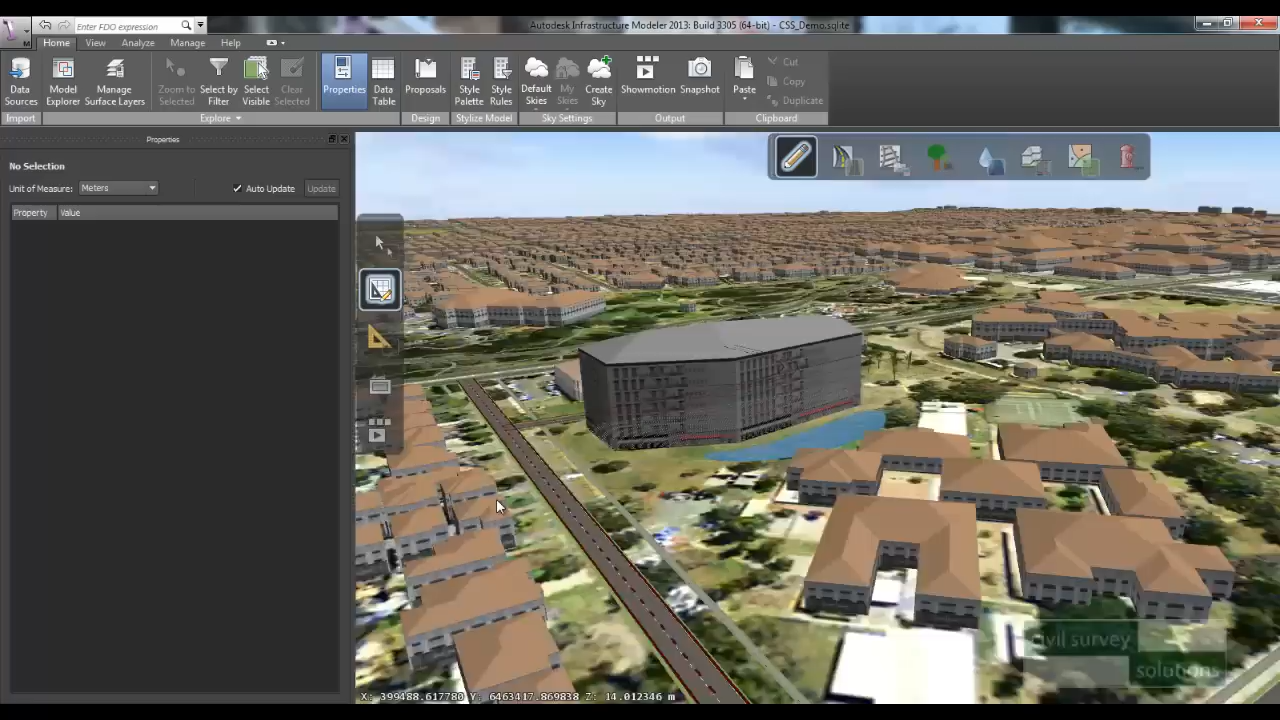 Enter FDO expression
Autodesk Infrastructure Modeler 2013: Build 3305 (64-bit) - CSS_Demo.sqlite
M
Home View Analyze Manage Help
Data Sources
Model Explorer
Manage Surface Layers
Zoom to Selected
Select by Filter
Select Visible
Clear Selected
Properties
Data Table
Proposals
Style Palette
Style Rules
Default Skies
My Skies
Create Sky
Showmotion
Snapshot
Paste
Cut
Copy
Duplicate
Import
Explore
Design
Stylize Model
Sky Settings
Output
Clipboard
Properties
No Selection
Unit of Measure: Meters
Auto Update
Update
Property Value
civil survey
solutions
X: 399488.617780 Y: 6463417.869838 Z: 14.012346 m